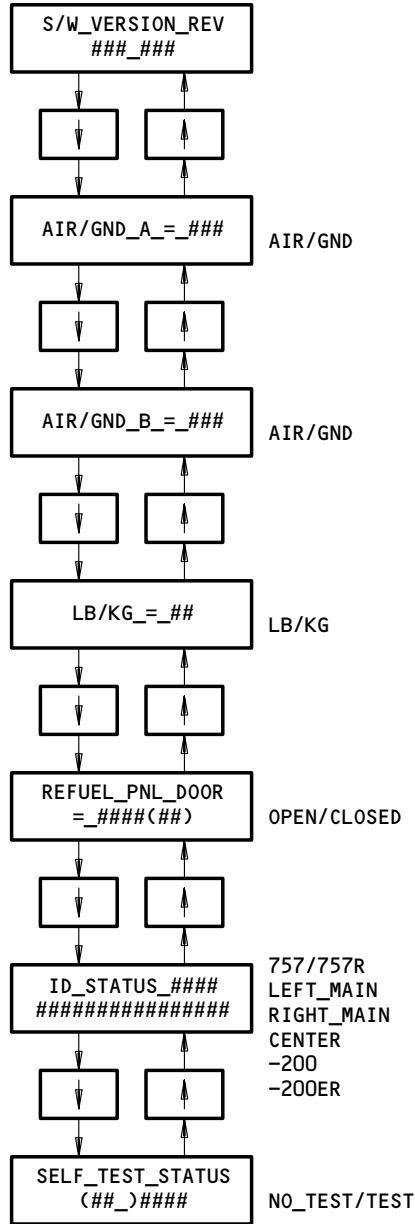 S/W_VERSION_REV
###_###
AIR/GND_A_=_###
AIR/GND
AIR/GND_B_=_###
AIR/GND
LB/KG_=_##
LB/KG
REFUEL_PNL_DOOR
=_####(##)
OPEN/CLOSED
ID_STATUS_####
################
757/757R
LEFT_MAIN
RIGHT_MAIN
CENTER
-200
-200ER
SELF_TEST_STATUS
(##_)####
NO_TEST/TEST